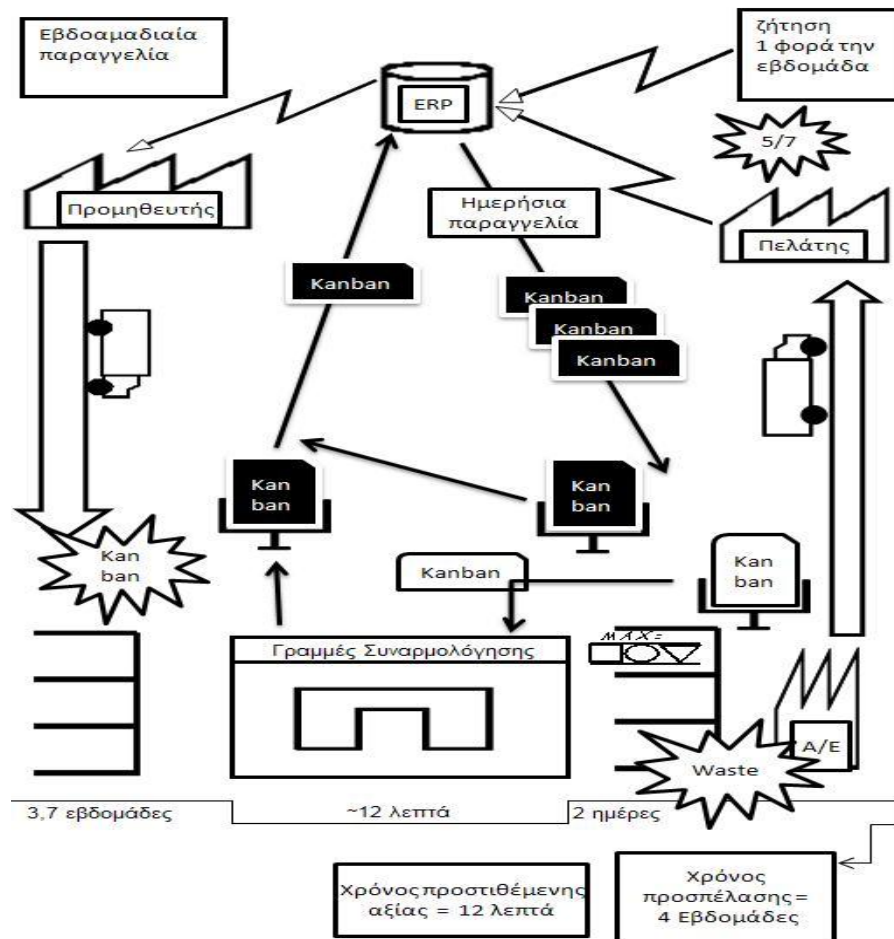 Εβδοαμαδιαία
παραγγελία
ζήτηση
1 φορά την
εβδομάδα
ERP
5/7
Προμηθευτής
Ημερήσια
παραγγελία
Πελάτης
Kanban
Kanban
Kanban
Kanban
Kan
ban
Kan
ban
Kan
ban
Kanban
Kan
ban
Γραμμές Συναρμολόγησης
MAX=
A/E
Waste
3,7 εβδομάδες
~12 λεπτά
2 ημέρες
Χρόνος προστιθέμενης
αξίας = 12 λεπτά
Χρόνος
προσπέλασης =
4 Εβδομάδες